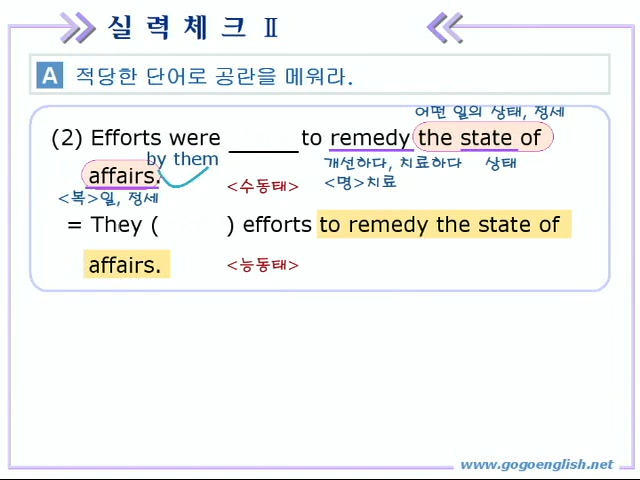 실 력 체 크 Ⅱ
A 적당한 단어로 공란을 메워라.
어떤 일의 상태, 정세
(2) Efforts were ______ to remedy the state of
by them 개선하다, 치료하다 상태
affairs. <수동태> <명>치료
<복>일, 정세
= They ( ) efforts to remedy the state of
affairs. <능동태>
www.gogoenglish.net